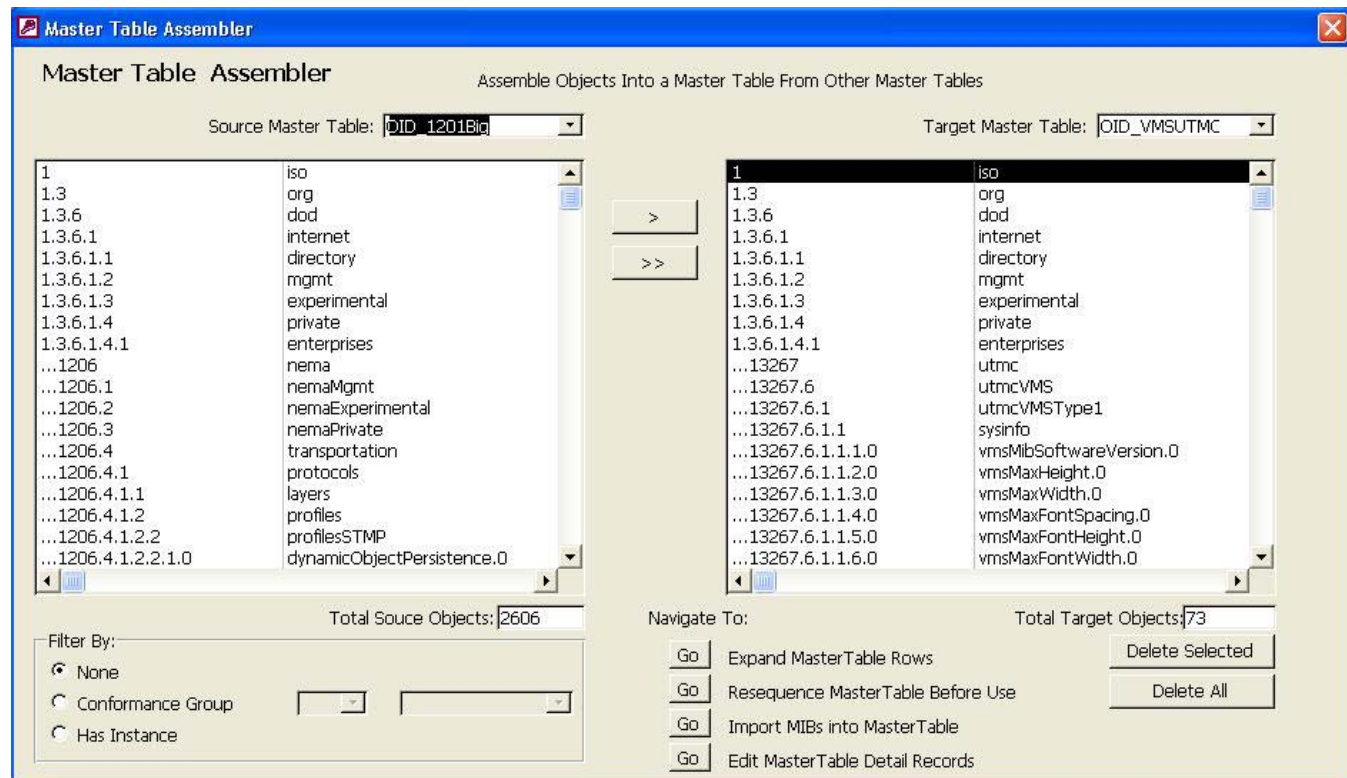 Master Table Assembler
Master Table Assembler
Assemble Objects Into a Master Table From Other Master Tables
Source Master Table: OID_1201Big
Target Master Table: OID_VMSUTMC
1 iso
1.3 org
1.3.6 dod
1.3.6.1 internet
1.3.6.1.1 directory
1.3.6.1.2 mgmt
1.3.6.1.3 experimental
1.3.6.1.4 private
1.3.6.1.4.1 enterprises
...1206 nema
...1206.1 nemaMgmt
...1206.2 nemaExperimental
...1206.3 nemaPrivate
...1206.4 transportation
...1206.4.1 protocols
...1206.4.1.1 layers
...1206.4.1.2 profiles
...1206.4.1.2.2 profilesSTMP
...1206.4.1.2.2.1.0 dynamicObjectPersistence.0
>
>>
1 iso
1.3 org
1.3.6 dod
1.3.6.1 internet
1.3.6.1.1 directory
1.3.6.1.2 mgmt
1.3.6.1.3 experimental
1.3.6.1.4 private
1.3.6.1.4.1 enterprises
...13267 utmc
...13267.6 utmcVMS
...13267.6.1 utmcVMSType1
...13267.6.1.1 sysinfo
...13267.6.1.1.1.0 vmsMibSoftwareVersion.0
...13267.6.1.1.2.0 vmsMaxHeight.0
...13267.6.1.1.3.0 vmsMaxWidth.0
...13267.6.1.1.4.0 vmsMaxFontSpacing.0
...13267.6.1.1.5.0 vmsMaxFontHeight.0
...13267.6.1.1.6.0 vmsMaxFontWidth.0
Total Souce Objects: 2606
Filter By:
None
Conformance Group
Has Instance
Navigate To:
Go Expand MasterTable Rows
Go Resequence MasterTable Before Use
Go Import MIBs into MasterTable
Go Edit MasterTable Detail Records
Total Target Objects: 73
Delete Selected
Delete All